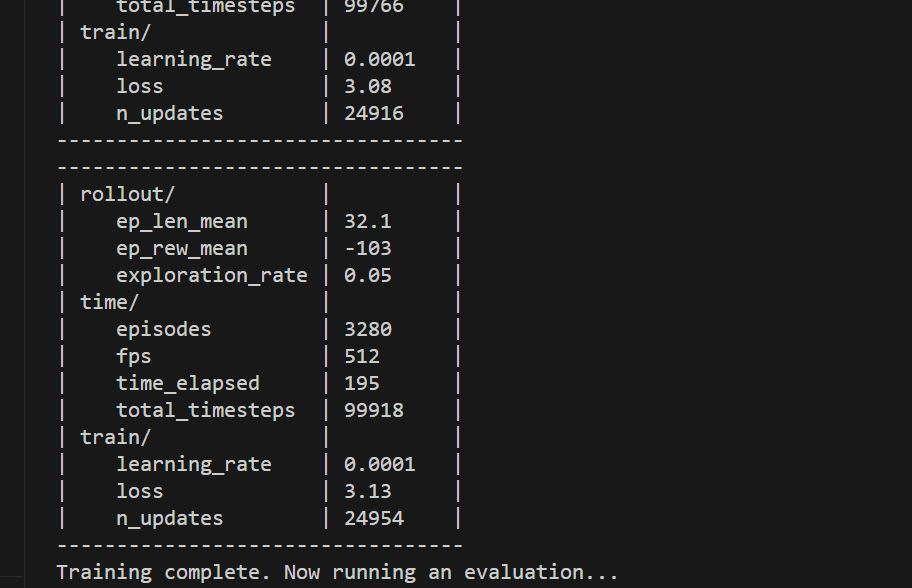 |    total_timesteps  | 99766    |
| train/              |          |
|    learning_rate    | 0.0001   |
|    loss             | 3.08     |
|    n_updates        | 24916    |
----------------------------------
----------------------------------
| rollout/            |          |
|    ep_len_mean      | 32.1     |
|    ep_rew_mean      | -103     |
|    exploration_rate | 0.05     |
| time/               |          |
|    episodes         | 3280     |
|    fps              | 512      |
|    time_elapsed     | 195      |
|    total_timesteps  | 99918    |
| train/              |          |
|    learning_rate    | 0.0001   |
|    loss             | 3.13     |
|    n_updates        | 24954    |
----------------------------------
Training complete. Now running an evaluation...